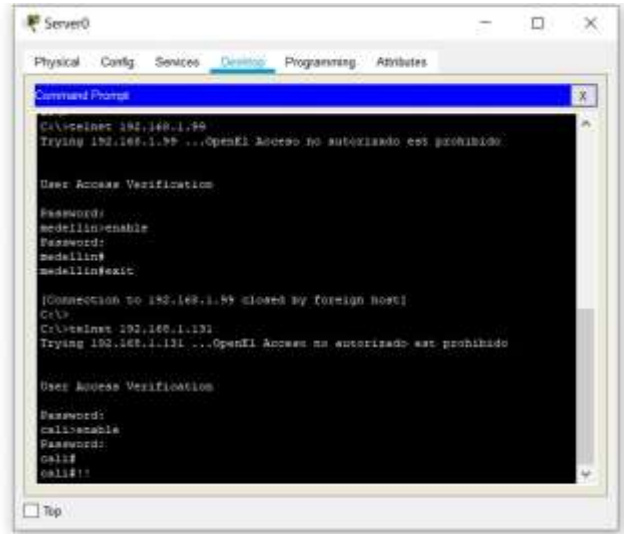 Server0
Physical Config Services Desktop Programming Attributes
Command Prompt X
C:\>telnet 192.168.1.99
Trying 192.168.1.99 ...OpenEl Acceso no autorizado est prohibido
User Access Verification
Password:
medellin>enable
Password:
medellin#
medellin#exit
[Connection to 192.168.1.99 closed by foreign host]
C:\>
C:\>telnet 192.168.1.131
Trying 192.168.1.131 ...OpenEl Acceso no autorizado est prohibido
User Access Verification
Password:
cali>enable
Password:
cali#
cali#!!
Top